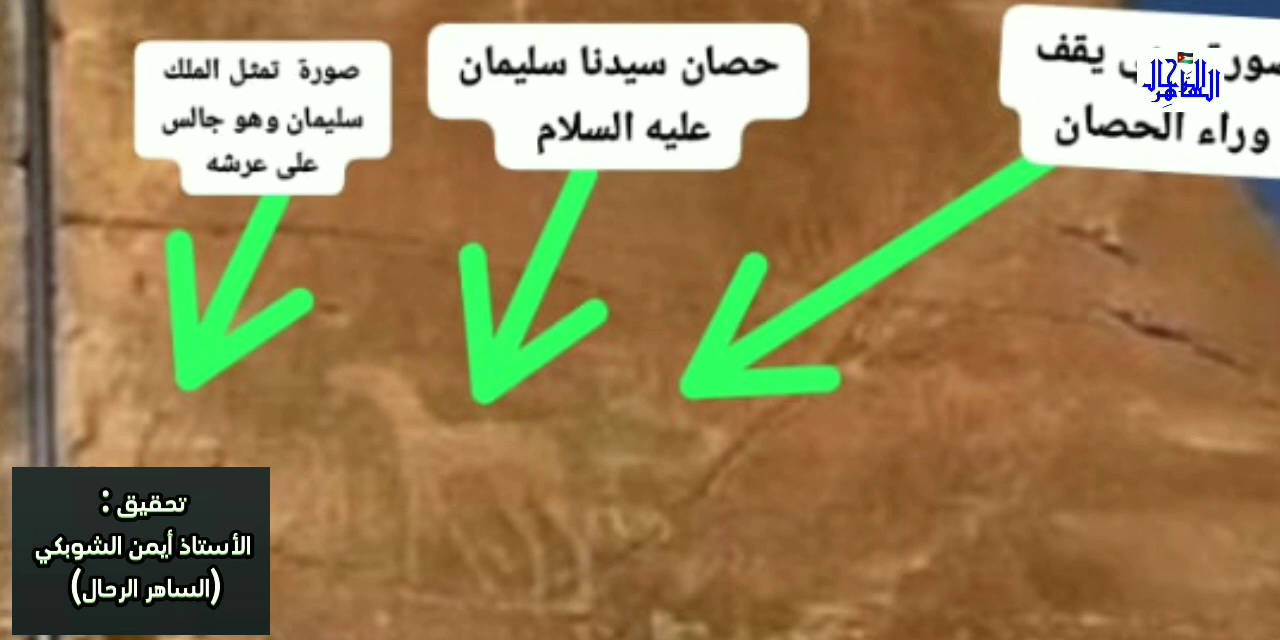 صورة تمثل الملك
سليمان وهو جالس
على عرشه
حصان سيدنا سليمان
عليه السلام
يقف
وراء الحصان
تحقيق :
الأستاذ أيمن الشوبكي
(الساهر الرحال)